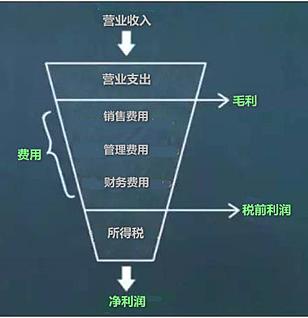 营业收入
营业支出
毛利
销售费用
管理费用
费用
财务费用
税前利润
所得税
净利润